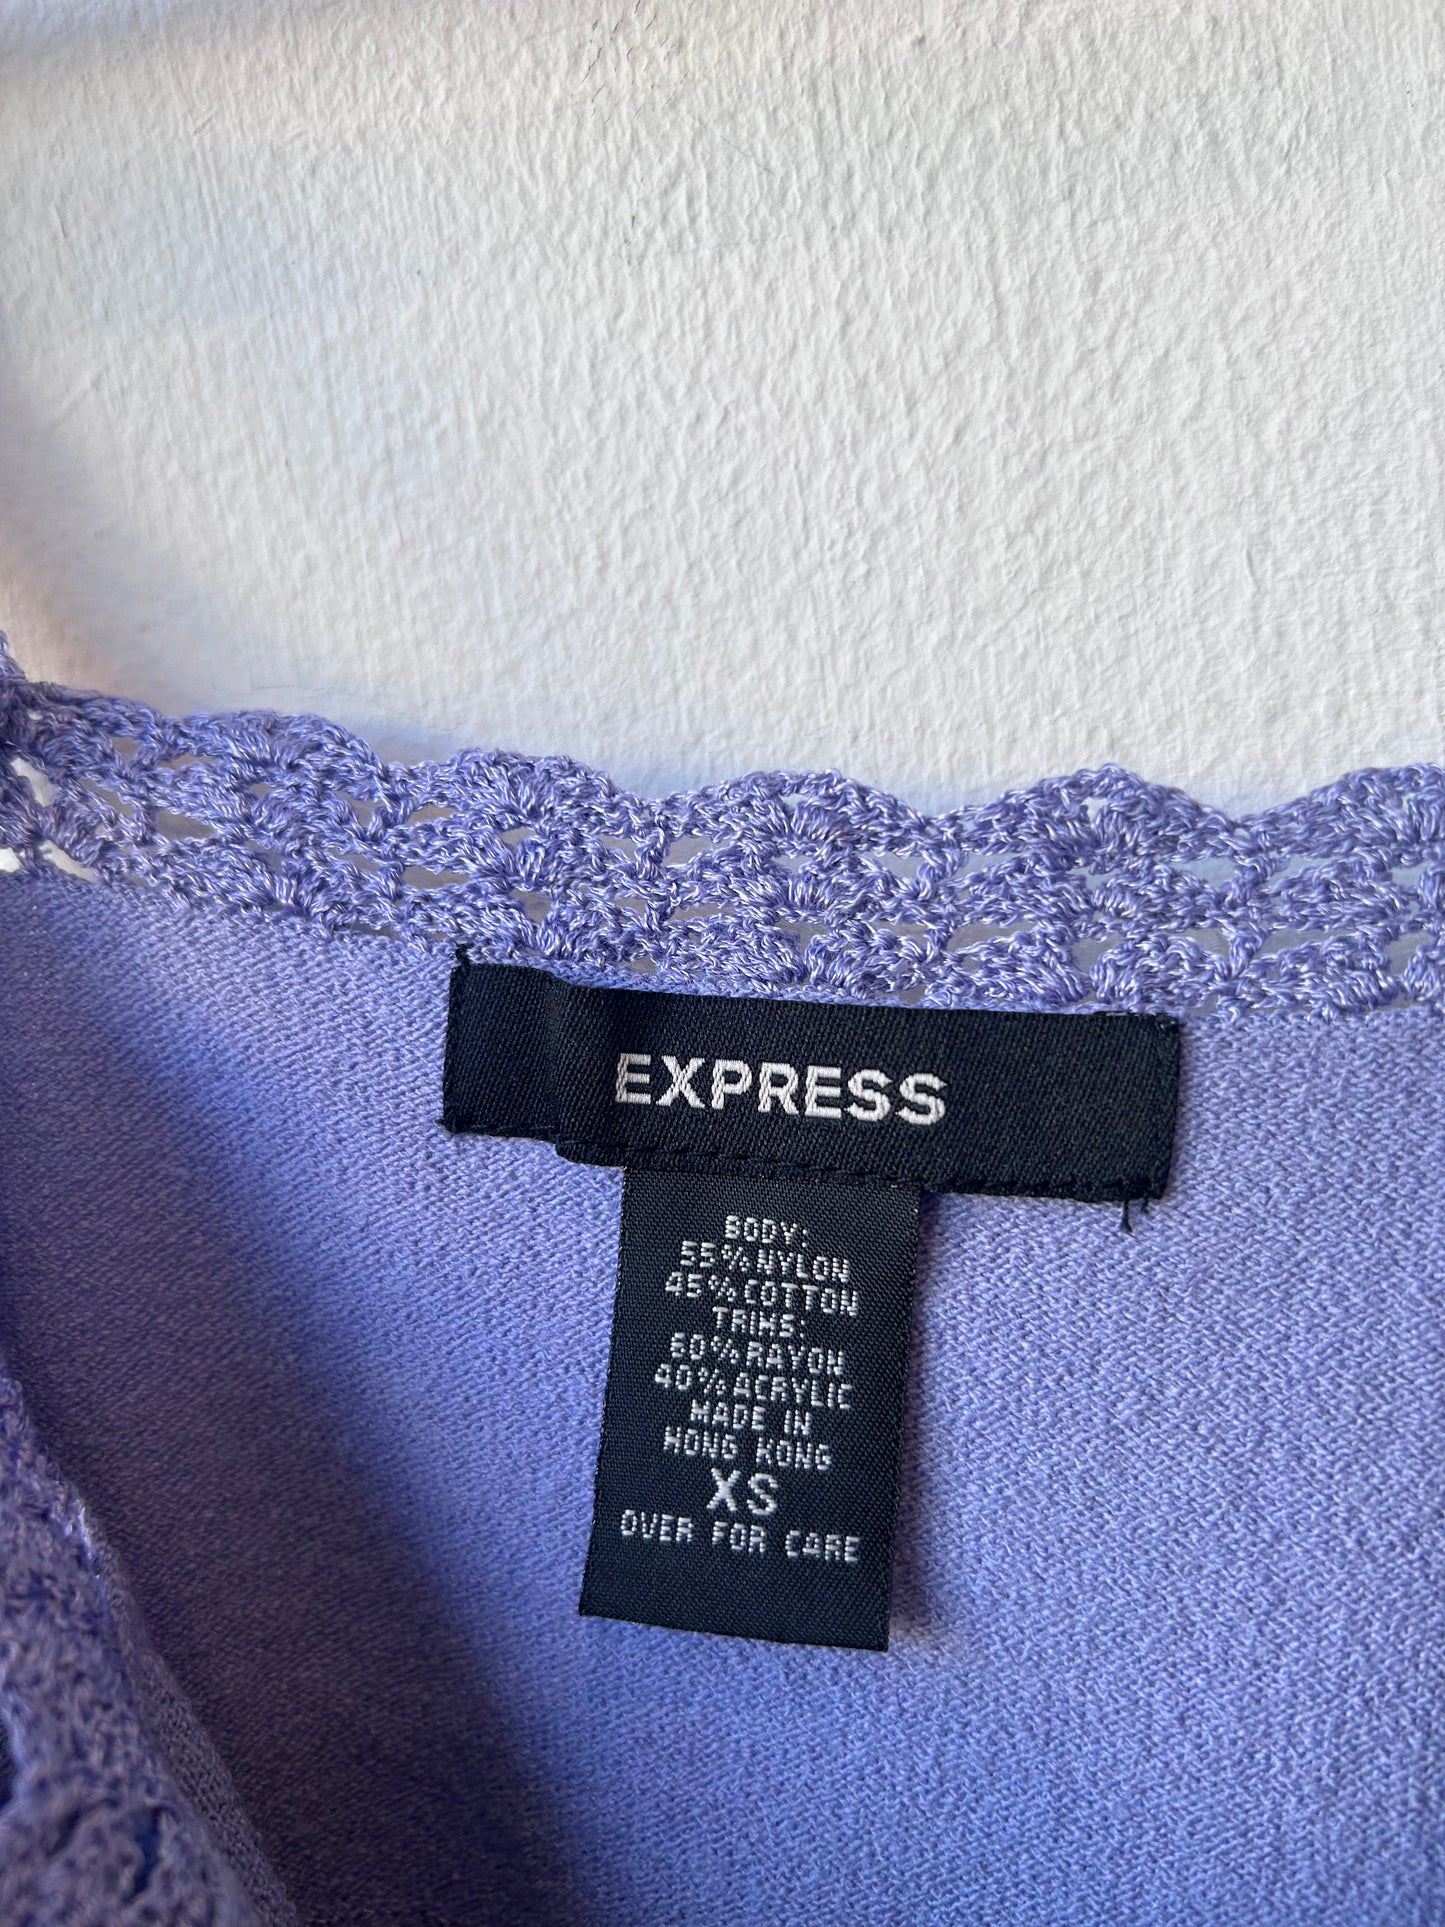 EXPRESS
BODY:
55% NYLON
45% COTTON
TRIMS:
60% RAYON
40% ACRYLIC
MADE IN
HONG KONG
XS
OVER FOR CARE